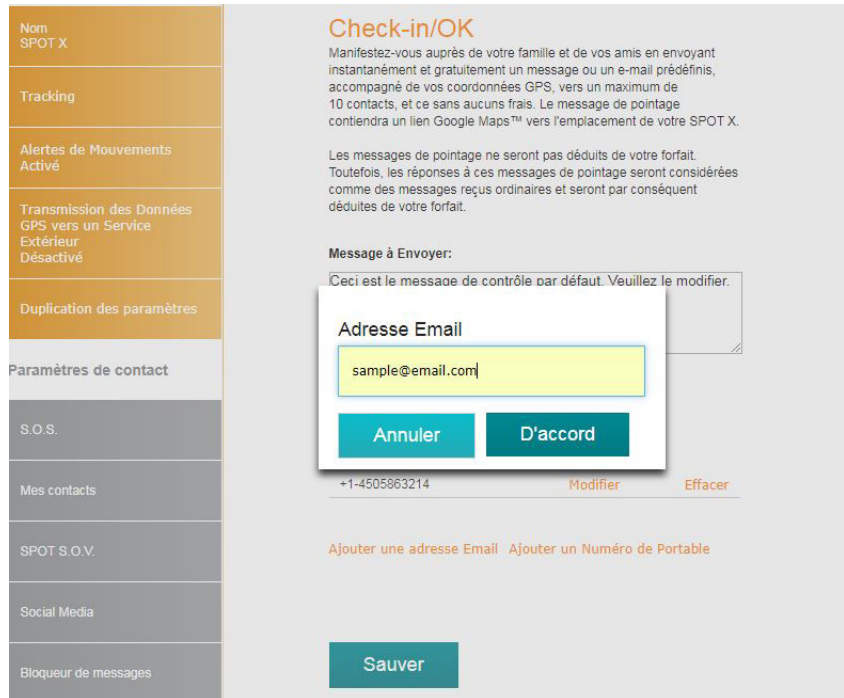 Nom
SPOT X
Tracking
Alertes de Mouvements
Activé
Transmission des Données
GPS vers un Service
Extérieur
Désactivé
Duplication des paramètres
Paramètres de contact
S.O.S.
Mes contacts
SPOT S.O.V.
Social Media
Bloqueur de messages
Check-in/OK
Manifestez-vous auprès de votre famille et de vos amis en envoyant
instantanément et gratuitement un message ou un e-mail prédéfinis,
accompagné de vos coordonnées GPS, vers un maximum de
10 contacts, et ce sans aucuns frais. Le message de pointage
contiendra un lien Google Maps™ vers l'emplacement de votre SPOT X.
Les messages de pointage ne seront pas déduits de votre forfait.
Toutefois, les réponses à ces messages de pointage seront considérées
comme des messages reçus ordinaires et seront par conséquent
déduites de votre forfait.
Message à Envoyer:
Ceci est le message de contrôle par défaut. Veuillez le modifier.
Adresse Email
sample@email.com
Annuler D'accord
+1-4505863214 Modifier Effacer
Ajouter une adresse Email Ajouter un Numéro de Portable
Sauver